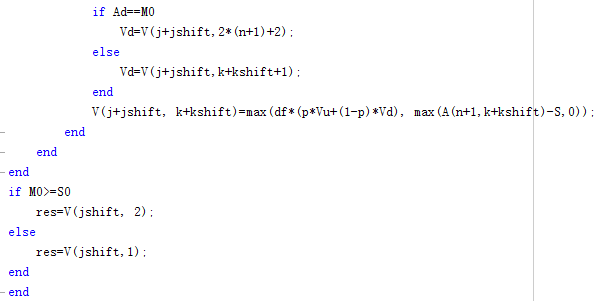 if Ad==M0
Vd=V(j+jshift,2*(n+1)+2);
else
Vd=V(j+jshift,k+kshift+1);
end
V(j+jshift, k+kshift)=max(df*(p*Vu+(1-p)*Vd), max(A(n+1,k+kshift)-S,0));
end
end
end
if M0>=S0
res=V(jshift, 2);
else
res=V(jshift,1);
end
end